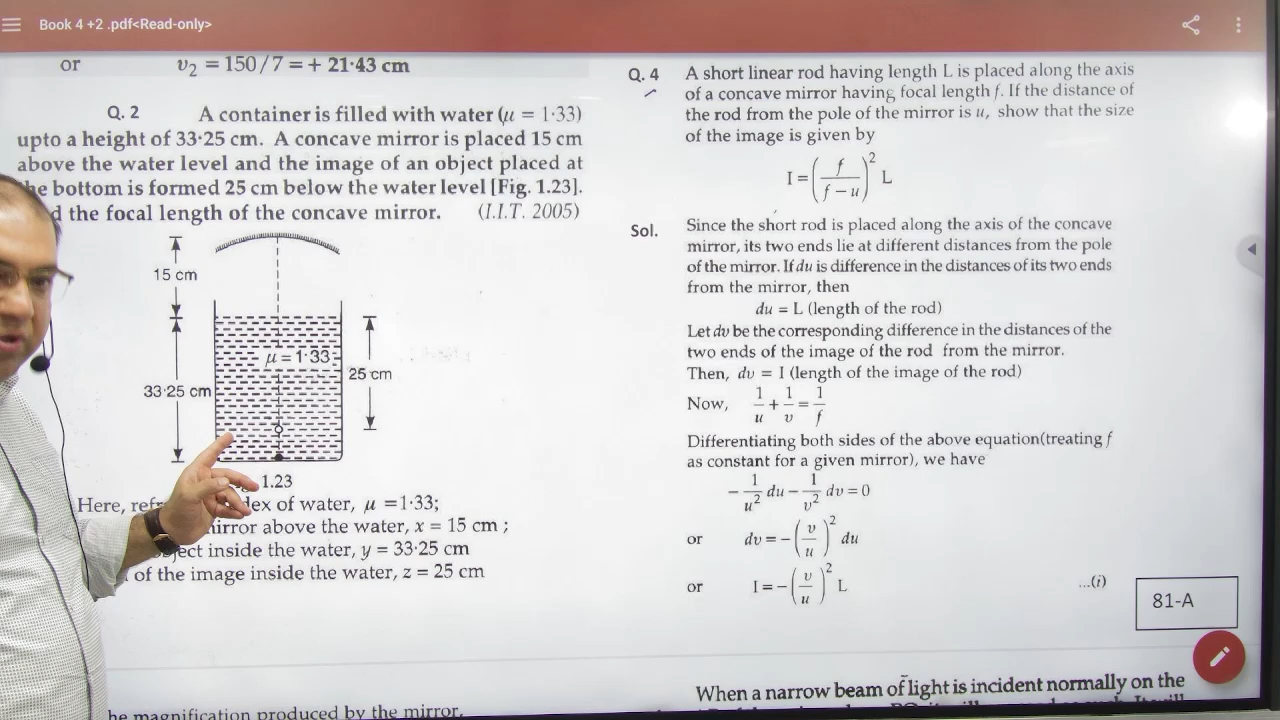 Book 4 +2 .pdf<Read-only>
or υ₂ = 150/7 = + 21·43 cm
Q. 2 A container is filled with water (μ = 1·33)
upto a height of 33·25 cm. A concave mirror is placed 15 cm
above the water level and the image of an object placed at
bottom is formed 25 cm below the water level [Fig. 1.23].
the focal length of the concave mirror. (I.I.T. 2005)
15 cm
μ = 1·33
25 cm
33·25 cm
1.23
Here, index of water, μ = 1·33;
mirror above the water, x = 15 cm ;
inside the water, y = 33·25 cm
of the image inside the water, z = 25 cm
magnification produced by the mirror.
Q. 4 A short linear rod having length L is placed along the axis
of a concave mirror having focal length f. If the distance of
the rod from the pole of the mirror is u, show that the size
of the image is given by
I = (f/(f − u))² L
Sol. Since the short rod is placed along the axis of the concave
mirror, its two ends lie at different distances from the pole
of the mirror. If du is difference in the distances of its two ends
from the mirror, then
du = L (length of the rod)
Let dυ be the corresponding difference in the distances of the
two ends of the image of the rod from the mirror.
Then, dυ = I (length of the image of the rod)
Now, 1/u + 1/υ = 1/f
Differentiating both sides of the above equation(treating f
as constant for a given mirror), we have
− 1/u² du − 1/υ² dυ = 0
or dυ = − (υ/u)² du
or I = − (υ/u)² L ...(i)
81-A
When a narrow beam of light is incident normally on the